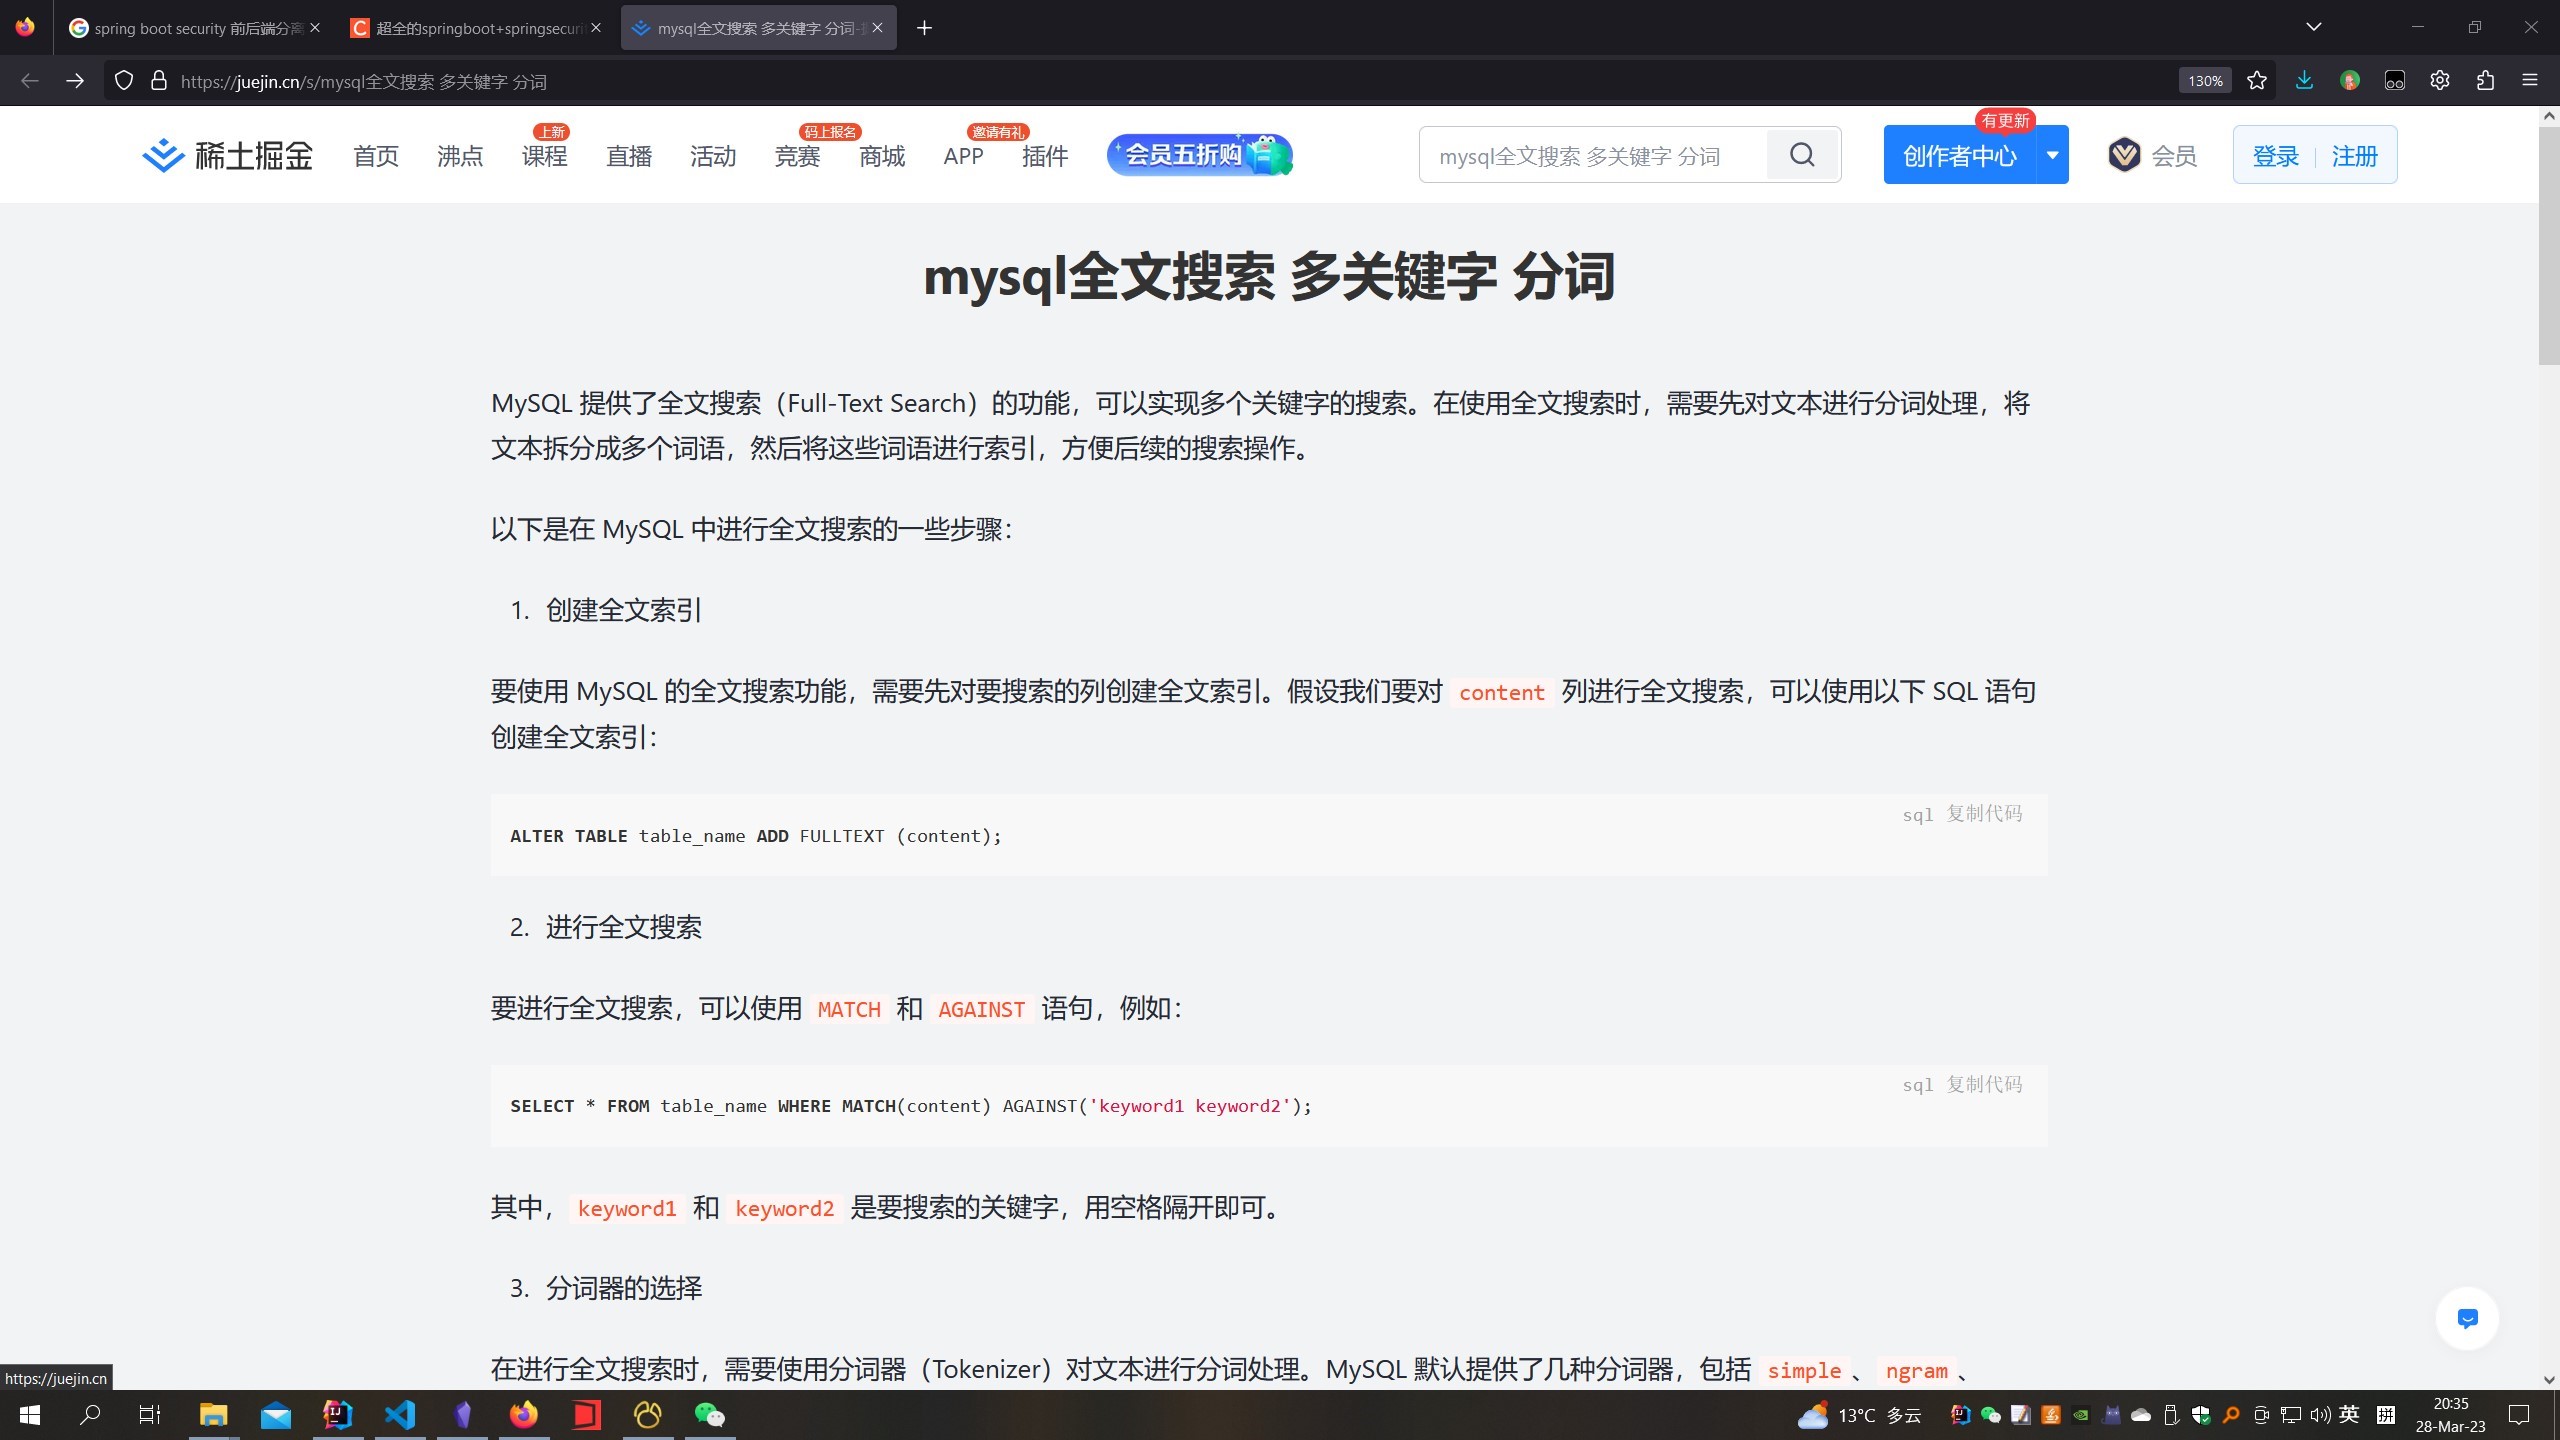 spring boot security 前后端分离
超全的springboot+springsecuri
mysql全文搜索 多关键字 分词-
https://juejin.cn/s/mysql全文搜索 多关键字 分词
130%
稀土掘金
首页
沸点
上新
课程
直播
活动
码上报名
竞赛
商城
邀请有礼
APP
插件
会员五折购
mysql全文搜索 多关键字 分词
有更新
创作者中心
会员
登录
注册
mysql全文搜索 多关键字 分词
MySQL 提供了全文搜索（Full-Text Search）的功能，可以实现多个关键字的搜索。在使用全文搜索时，需要先对文本进行分词处理，将
文本拆分成多个词语，然后将这些词语进行索引，方便后续的搜索操作。
以下是在 MySQL 中进行全文搜索的一些步骤：
1. 创建全文索引
要使用 MySQL 的全文搜索功能，需要先对要搜索的列创建全文索引。假设我们要对 content 列进行全文搜索，可以使用以下 SQL 语句
创建全文索引：
sql 复制代码
ALTER TABLE table_name ADD FULLTEXT (content);
2. 进行全文搜索
要进行全文搜索，可以使用 MATCH 和 AGAINST 语句，例如：
sql 复制代码
SELECT * FROM table_name WHERE MATCH(content) AGAINST('keyword1 keyword2');
其中， keyword1 和 keyword2 是要搜索的关键字，用空格隔开即可。
3. 分词器的选择
在进行全文搜索时，需要使用分词器（Tokenizer）对文本进行分词处理。MySQL 默认提供了几种分词器，包括 simple 、 ngram 、
https://juejin.cn
13°C 多云
英
拼
20:35
28-Mar-23